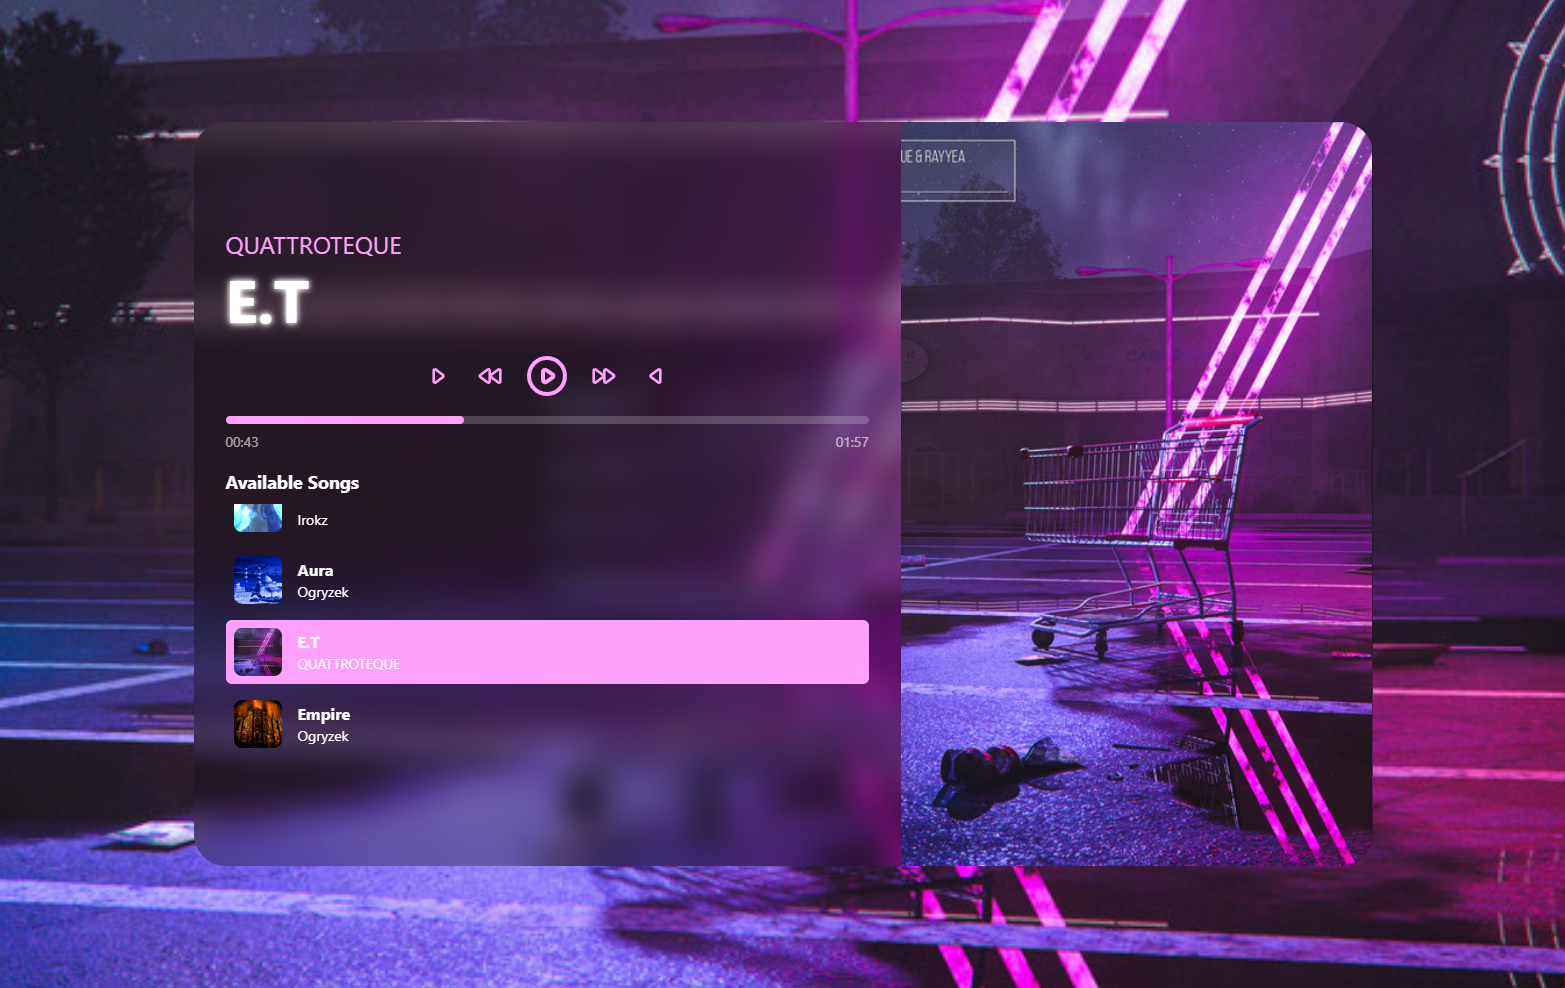 UE & RAYYEA
QUATTROTEQUE
E.T
00:43
01:57
Available Songs
Irokz
Aura
Ogryzek
E.T
QUATTROTEQUE
Empire
Ogryzek